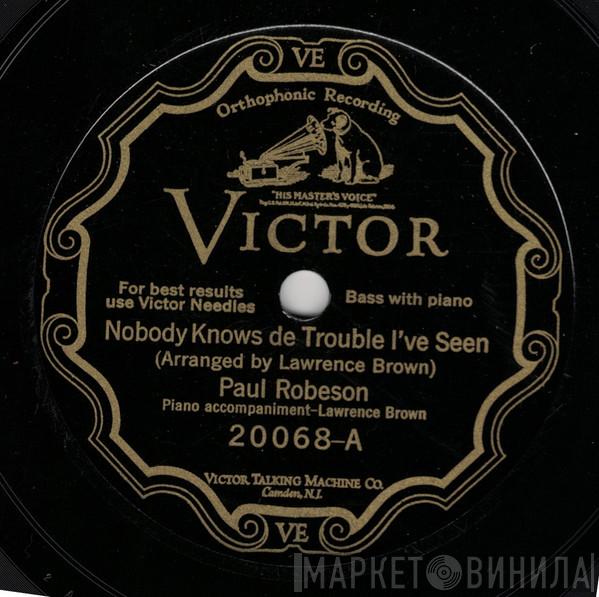 VE
Orthophonic Recording
"HIS MASTER'S VOICE"
VICTOR
For best results
use Victor Needles
Bass with piano
Nobody Knows de Trouble I've Seen
(Arranged by Lawrence Brown)
Paul Robeson
Piano accompaniment-Lawrence Brown
20068-A
VICTOR TALKING MACHINE CO.
Camden, N.J.
VE
МАРКЕТ ВИНИЛА